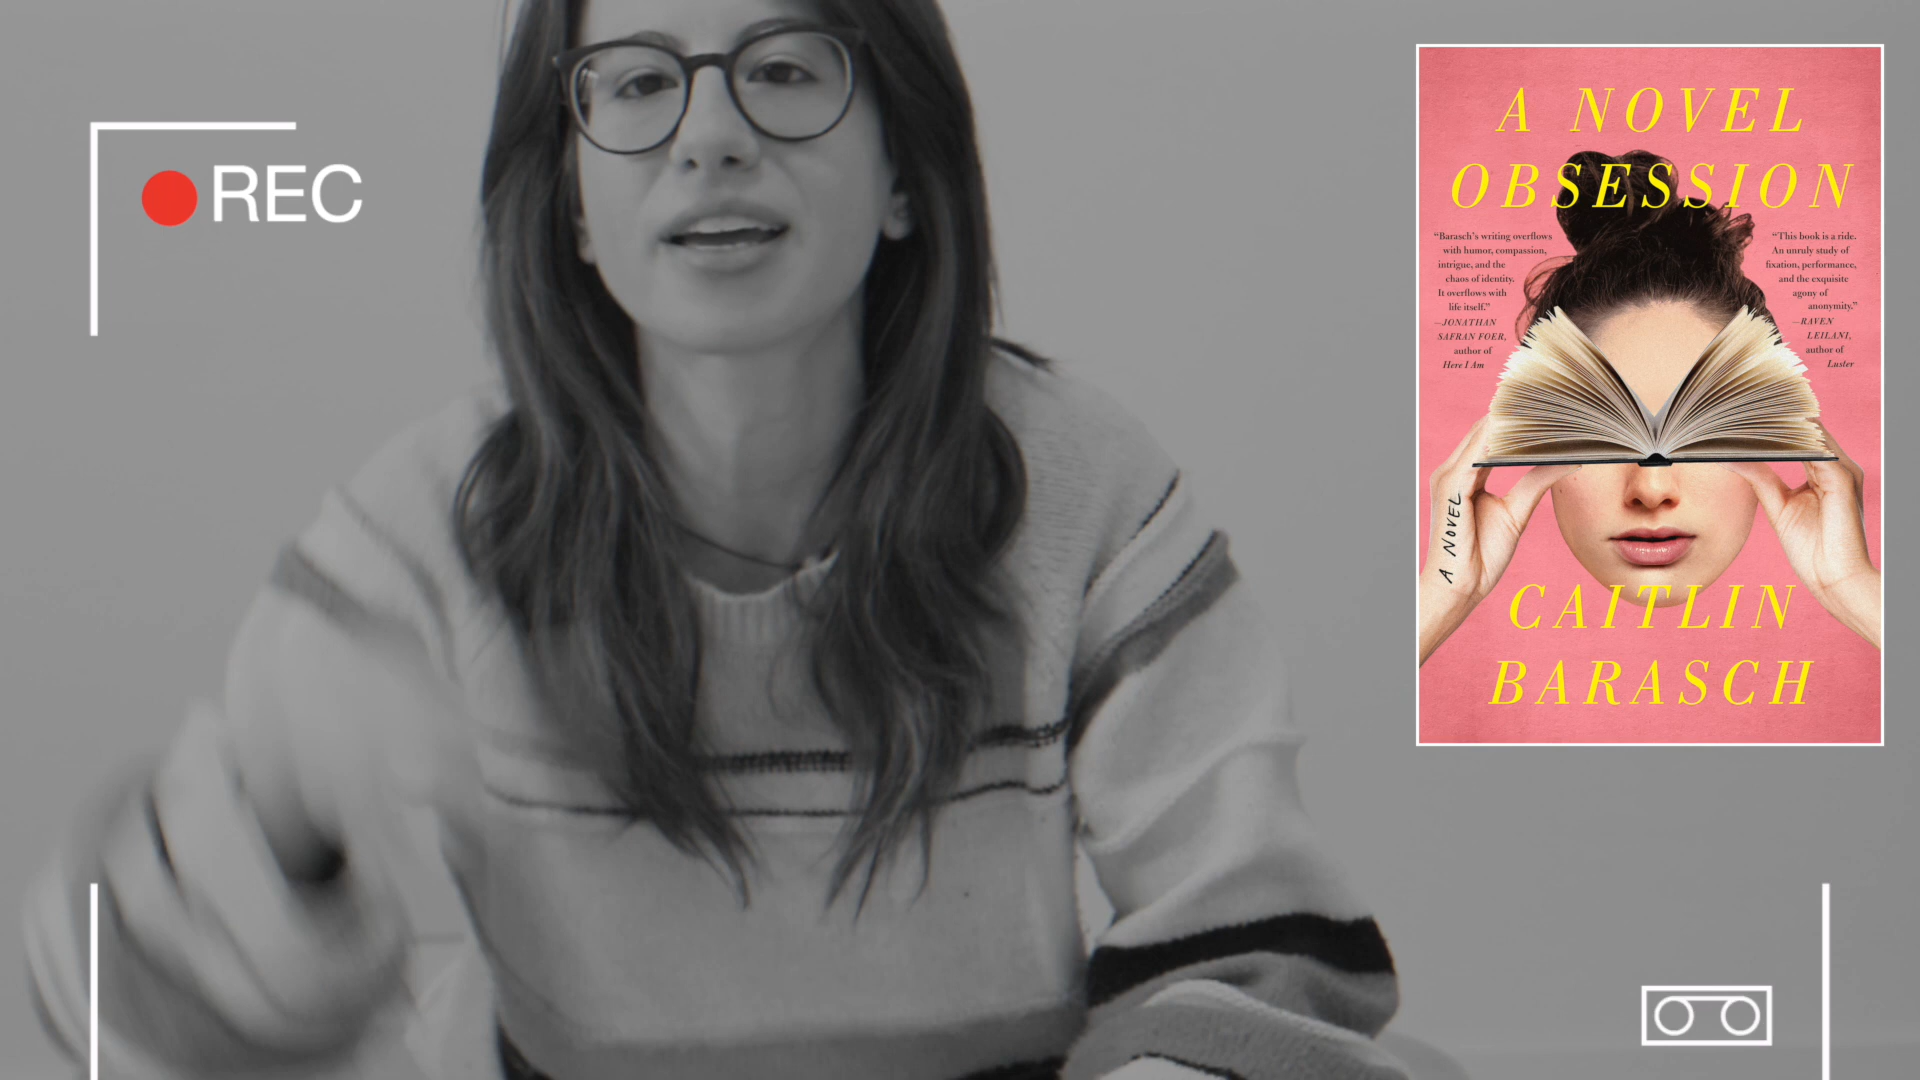 REC
A NOVEL
OBSESSION
“Barasch’s writing overflows
with humor, compassion,
intrigue, and the
chaos of identity.
It overflows with
life itself.”
—JONATHAN
SAFRAN FOER,
author of
Here I Am
“This book is a ride.
An unruly study of
fixation, performance,
and the exquisite
agony of
anonymity.”
—RAVEN
LEILANI,
author of
Luster
A NOVEL
CAITLIN
BARASCH